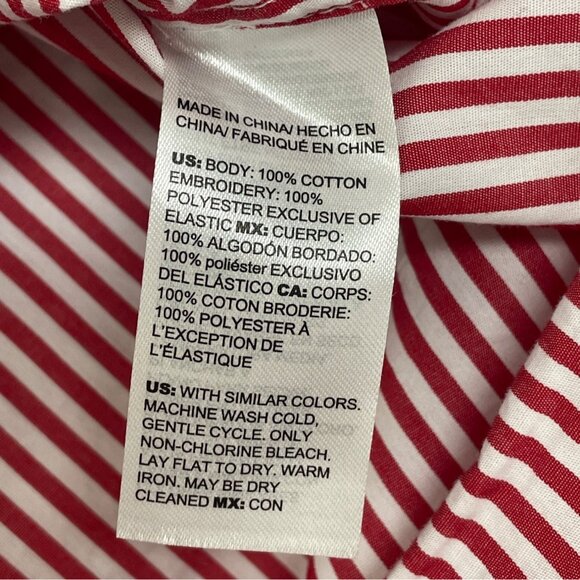 MADE IN CHINA/ HECHO EN
CHINA/ FABRIQUÉ EN CHINE
US: BODY: 100% COTTON
EMBROIDERY: 100%
POLYESTER EXCLUSIVE OF
ELASTIC MX: CUERPO:
100% ALGODÓN BORDADO:
100% poliéster EXCLUSIVO
DEL ELÁSTICO CA: CORPS:
100% COTON BRODERIE:
100% POLYESTER À
L'EXCEPTION DE
L'ÉLASTIQUE
US: WITH SIMILAR COLORS.
MACHINE WASH COLD,
GENTLE CYCLE. ONLY
NON-CHLORINE BLEACH.
LAY FLAT TO DRY. WARM
IRON. MAY BE DRY
CLEANED MX: CON